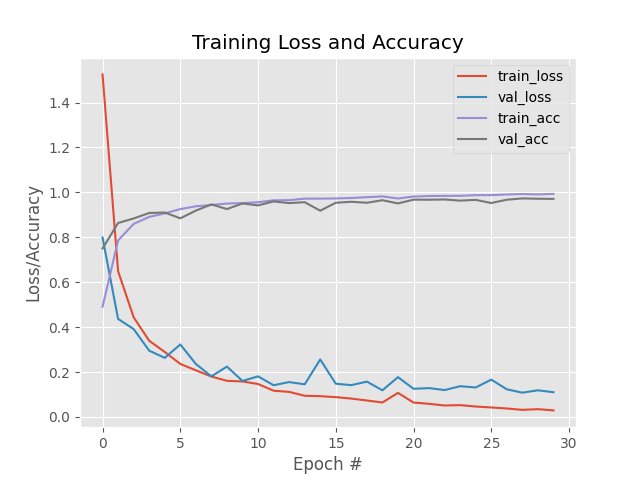 Training Loss and Accuracy
train_loss
val_loss
train_acc
val_acc
Loss/Accuracy
1.4
1.2
1.0
0.8
0.6
0.4
0.2
0.0
0 5 10 15 20 25 30
Epoch #